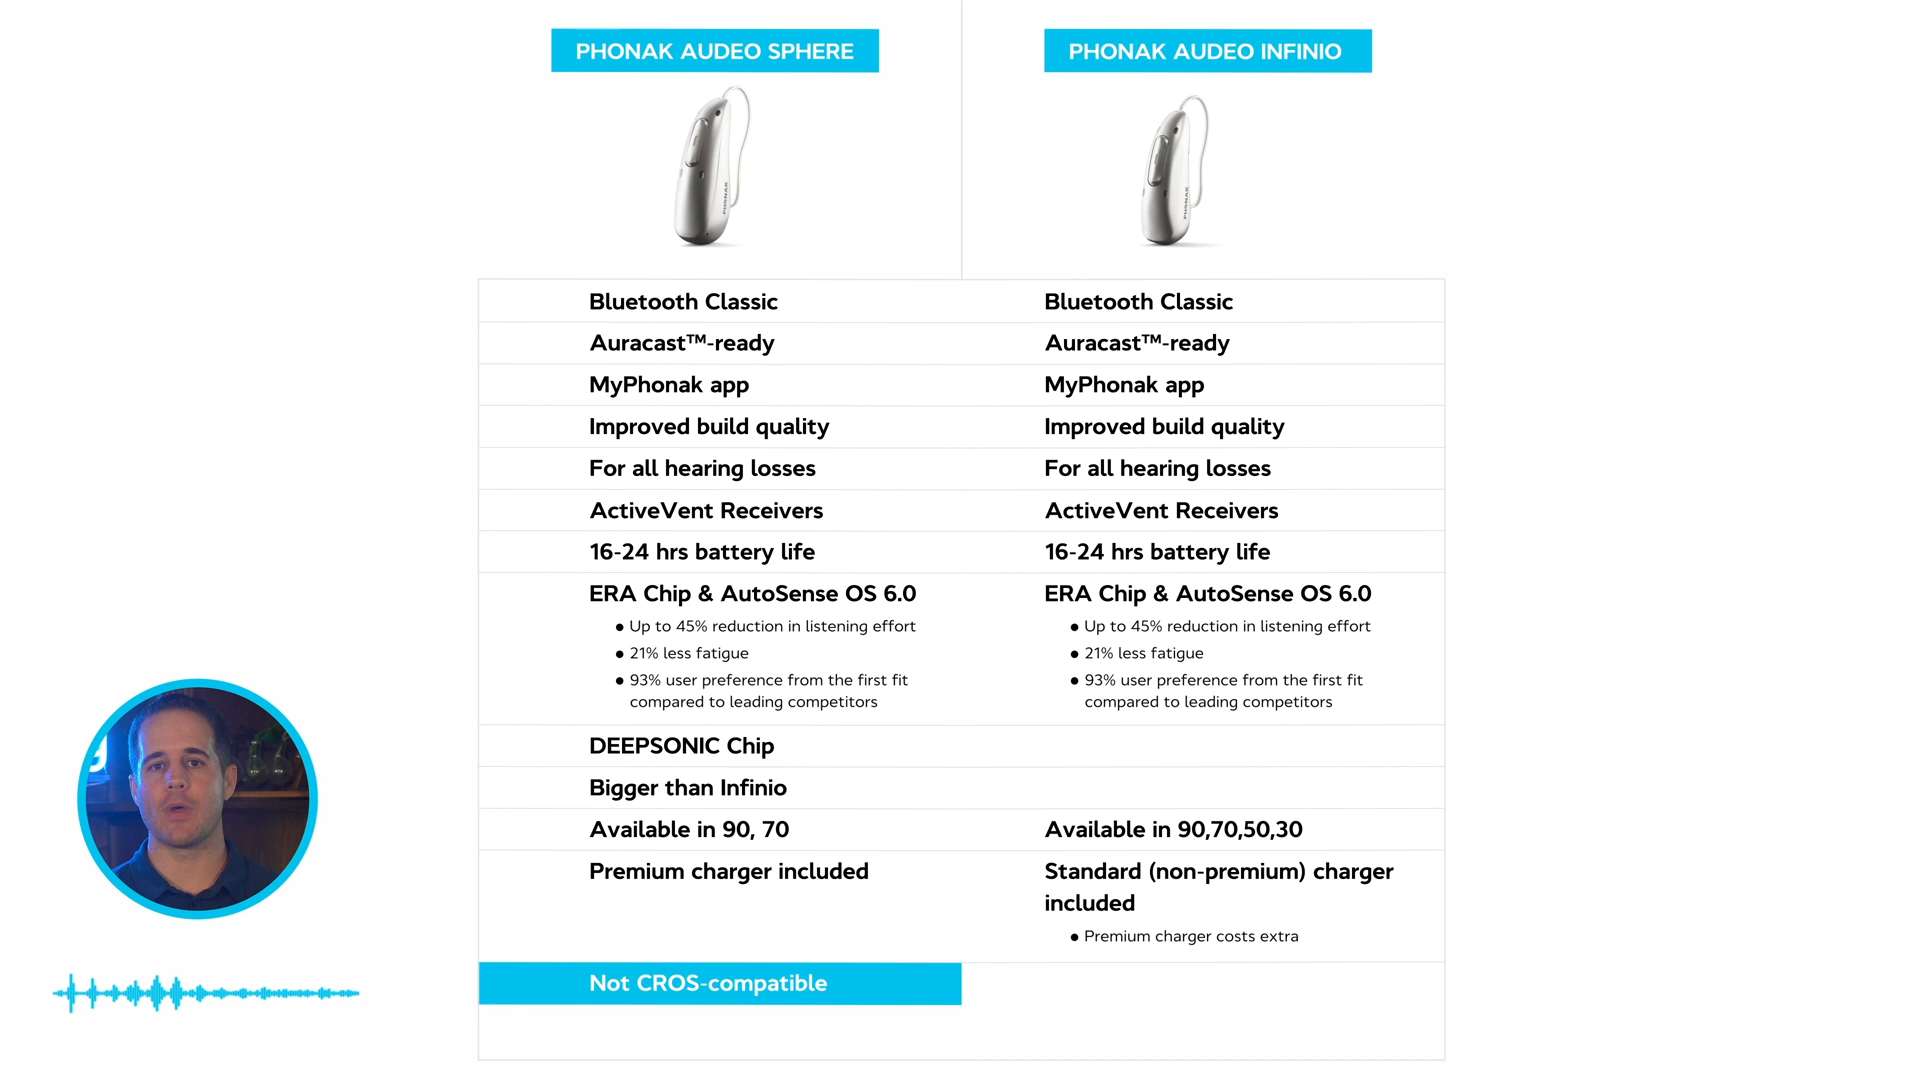 PHONAK AUDEO SPHERE
PHONAK AUDEO INFINIO
PHONAK
PHONAK
Bluetooth Classic
Bluetooth Classic
Auracast™-ready
Auracast™-ready
MyPhonak app
MyPhonak app
Improved build quality
Improved build quality
For all hearing losses
For all hearing losses
ActiveVent Receivers
ActiveVent Receivers
16-24 hrs battery life
16-24 hrs battery life
ERA Chip & AutoSense OS 6.0
● Up to 45% reduction in listening effort
● 21% less fatigue
● 93% user preference from the first fit
compared to leading competitors
ERA Chip & AutoSense OS 6.0
● Up to 45% reduction in listening effort
● 21% less fatigue
● 93% user preference from the first fit
compared to leading competitors
DEEPSONIC Chip
Bigger than Infinio
Available in 90, 70
Available in 90,70,50,30
Premium charger included
Standard (non-premium) charger
included
● Premium charger costs extra
Not CROS-compatible